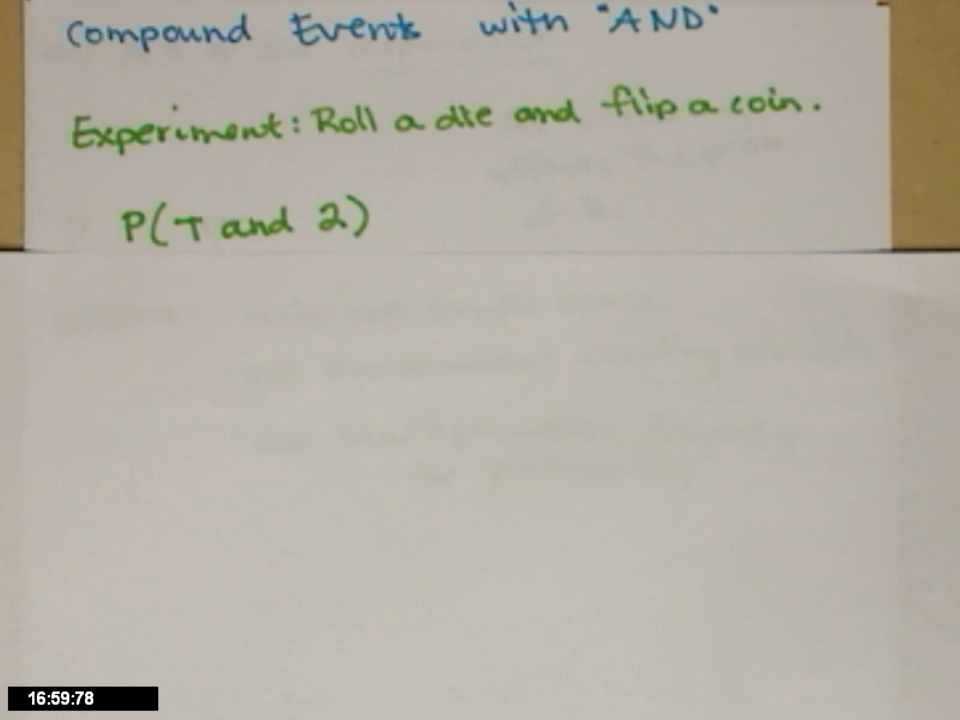 Compound Events with "AND"
Experiment: Roll a die and flip a coin.
P(T and 2)
16:59:78